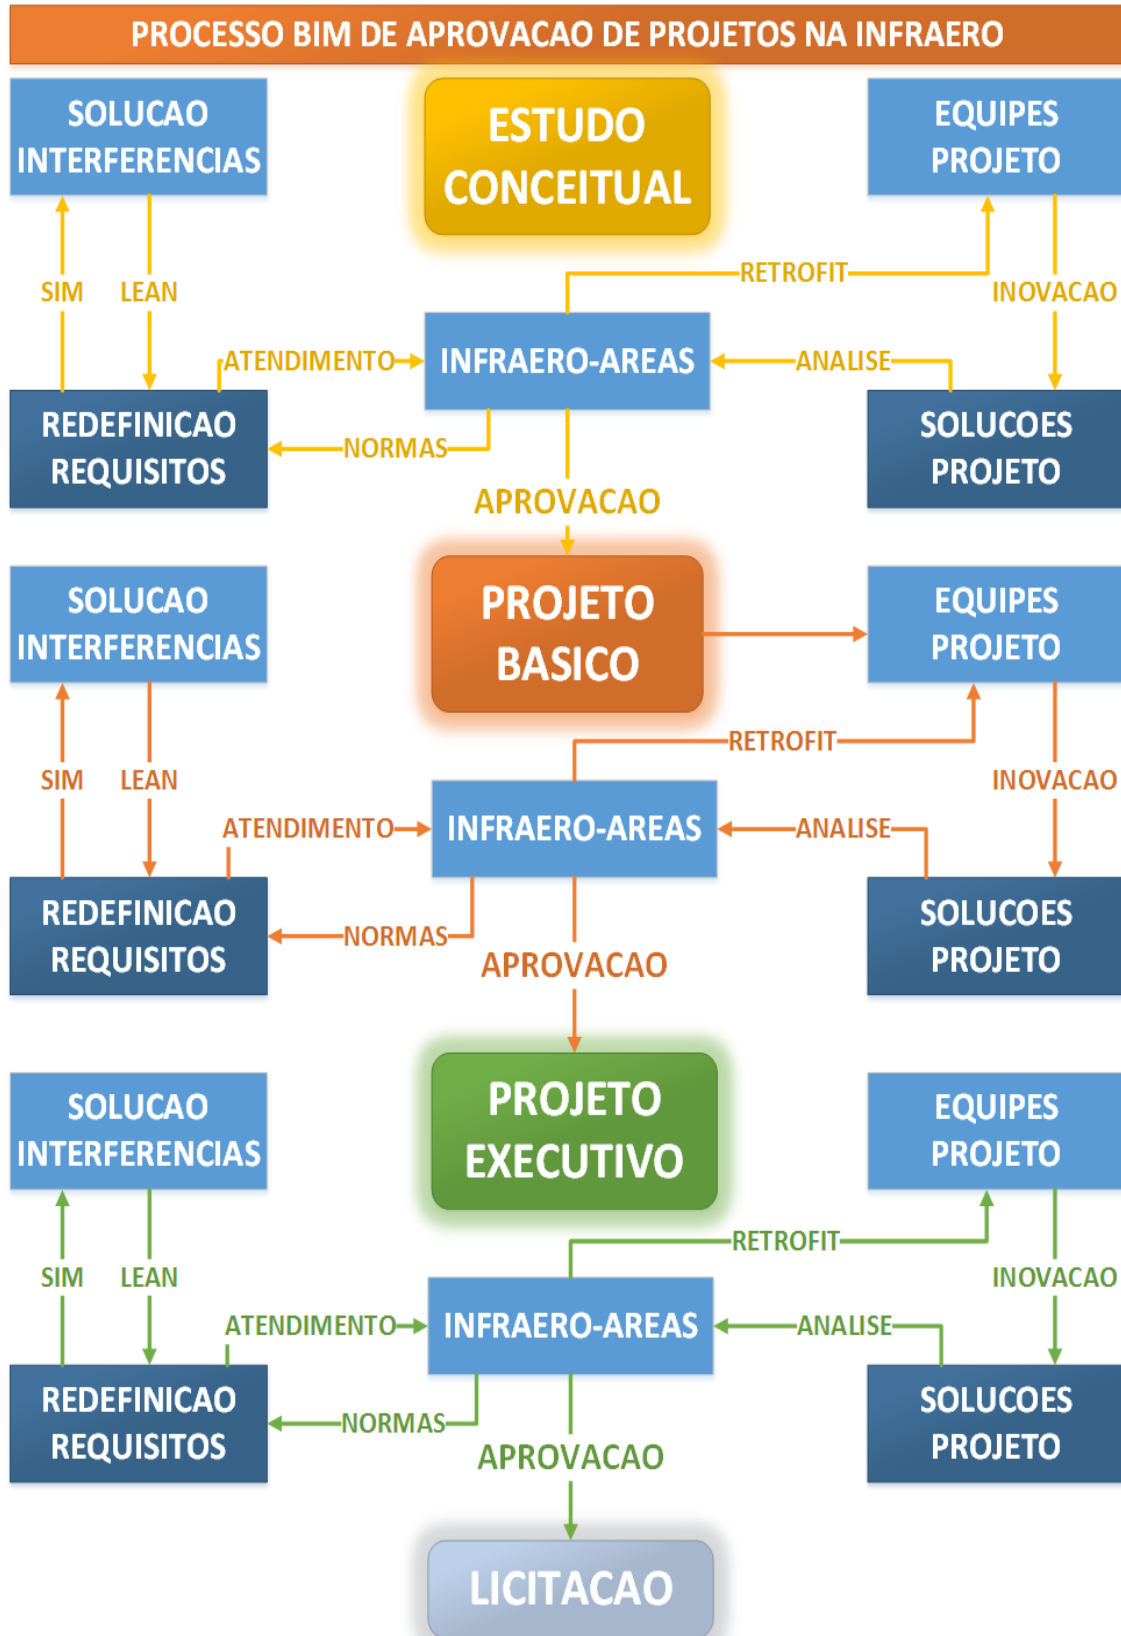 PROCESSO BIM DE APROVACAO DE PROJETOS NA INFRAERO
SOLUCAO
INTERFERENCIAS
ESTUDO
CONCEITUAL
EQUIPES
PROJETO
RETROFIT
SIM
LEAN
INOVACAO
ATENDIMENTO
INFRAERO-AREAS
ANALISE
REDEFINICAO
REQUISITOS
NORMAS
SOLUCOES
PROJETO
APROVACAO
SOLUCAO
INTERFERENCIAS
PROJETO
BASICO
EQUIPES
PROJETO
RETROFIT
SIM
LEAN
INOVACAO
ATENDIMENTO
INFRAERO-AREAS
ANALISE
REDEFINICAO
REQUISITOS
NORMAS
SOLUCOES
PROJETO
APROVACAO
SOLUCAO
INTERFERENCIAS
PROJETO
EXECUTIVO
EQUIPES
PROJETO
RETROFIT
SIM
LEAN
INOVACAO
ATENDIMENTO
INFRAERO-AREAS
ANALISE
REDEFINICAO
REQUISITOS
NORMAS
SOLUCOES
PROJETO
APROVACAO
LICITACAO